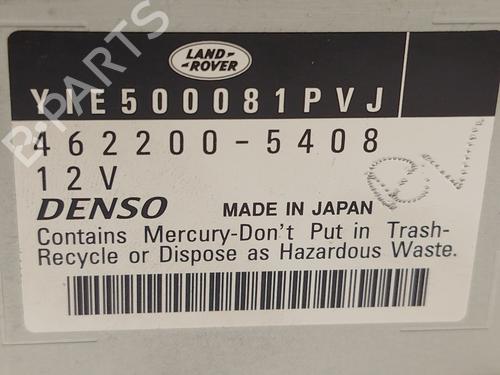 LAND-
-ROVER
YIE500081PVJ
462200-5408
12V
DENSO MADE IN JAPAN
Contains Mercury-Don't Put in Trash-
Recycle or Dispose as Hazardous Waste.
B-PARTS